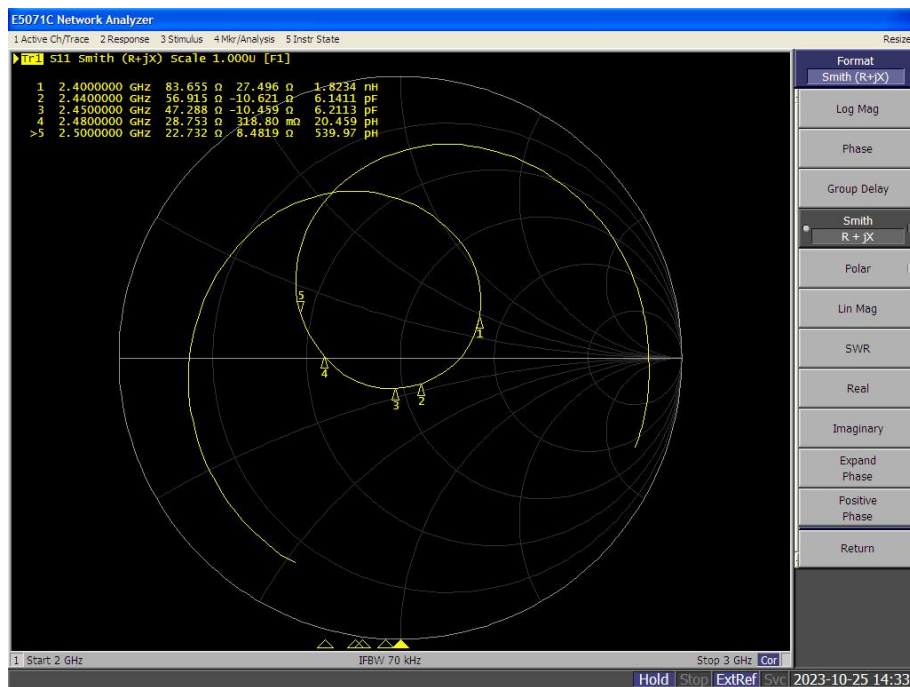 E5071C Network Analyzer
1 Active Ch/Trace 2 Response 3 Stimulus 4 Mkr/Analysis 5 Instr State
Resize
Tr1 S11 Smith (R+jX) Scale 1.000U [F1]
1 2.4000000 GHz 83.655 Ω 27.496 Ω 1.8234 nH
2 2.4400000 GHz 56.915 Ω -10.621 Ω 6.1411 pF
3 2.4500000 GHz 47.288 Ω -10.459 Ω 6.2113 pF
4 2.4800000 GHz 28.753 Ω 318.80 mΩ 20.459 pH
>5 2.5000000 GHz 22.732 Ω 8.4819 Ω 539.97 pH
5
1
4
3
2
Format
Smith (R+jX)
Log Mag
Phase
Group Delay
Smith
R + jX
Polar
Lin Mag
SWR
Real
Imaginary
Expand
Phase
Positive
Phase
Return
1 Start 2 GHz IFBW 70 kHz Stop 3 GHz Cor
Hold Stop ExtRef Svc 2023-10-25 14:33